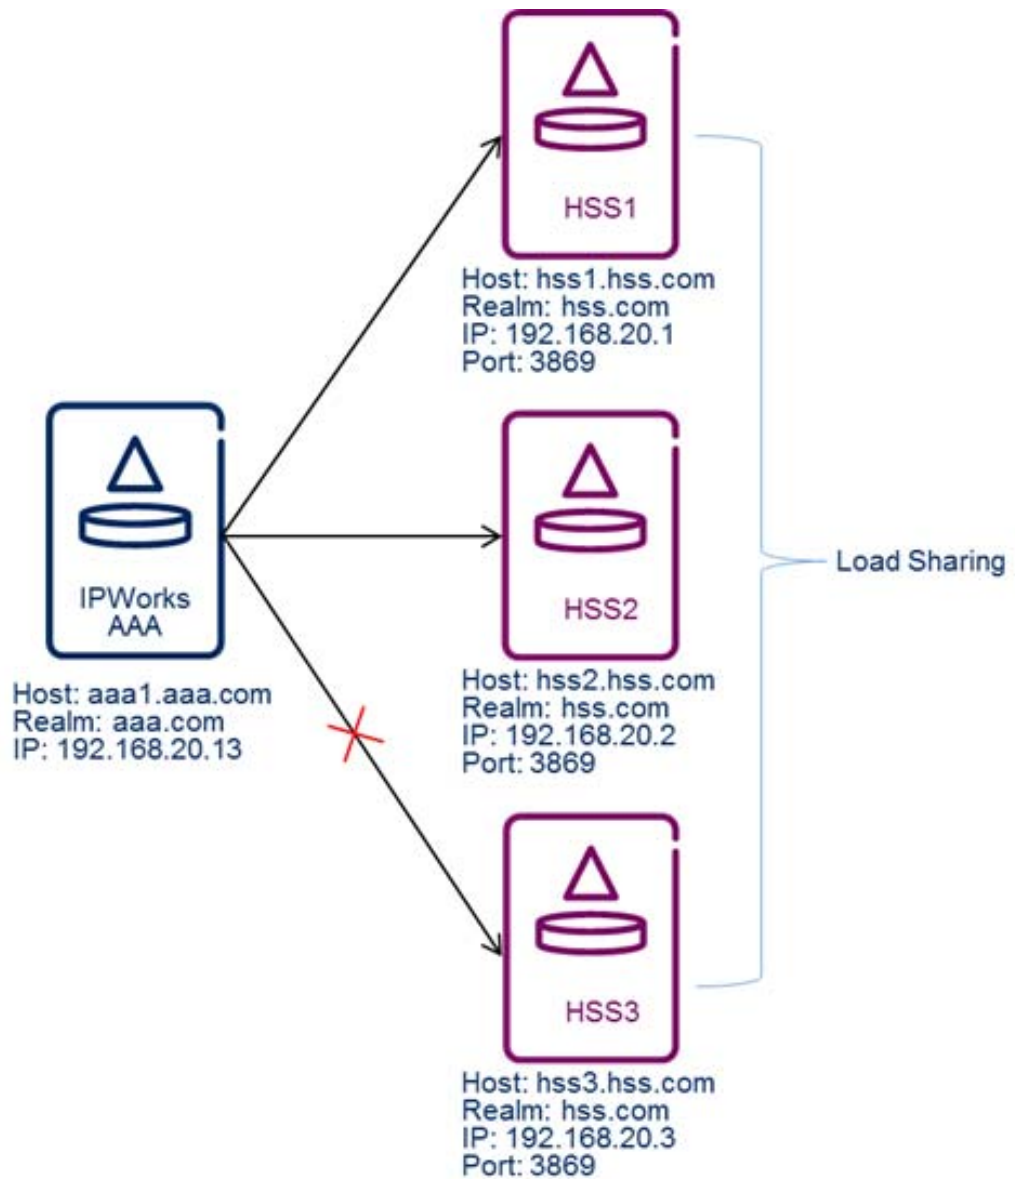 HSS1
Host: hss1.hss.com
Realm: hss.com
IP: 192.168.20.1
Port: 3869
IPWorks
AAA
Host: aaa1.aaa.com
Realm: aaa.com
IP: 192.168.20.13
HSS2
Host: hss2.hss.com
Realm: hss.com
IP: 192.168.20.2
Port: 3869
Load Sharing
HSS3
Host: hss3.hss.com
Realm: hss.com
IP: 192.168.20.3
Port: 3869